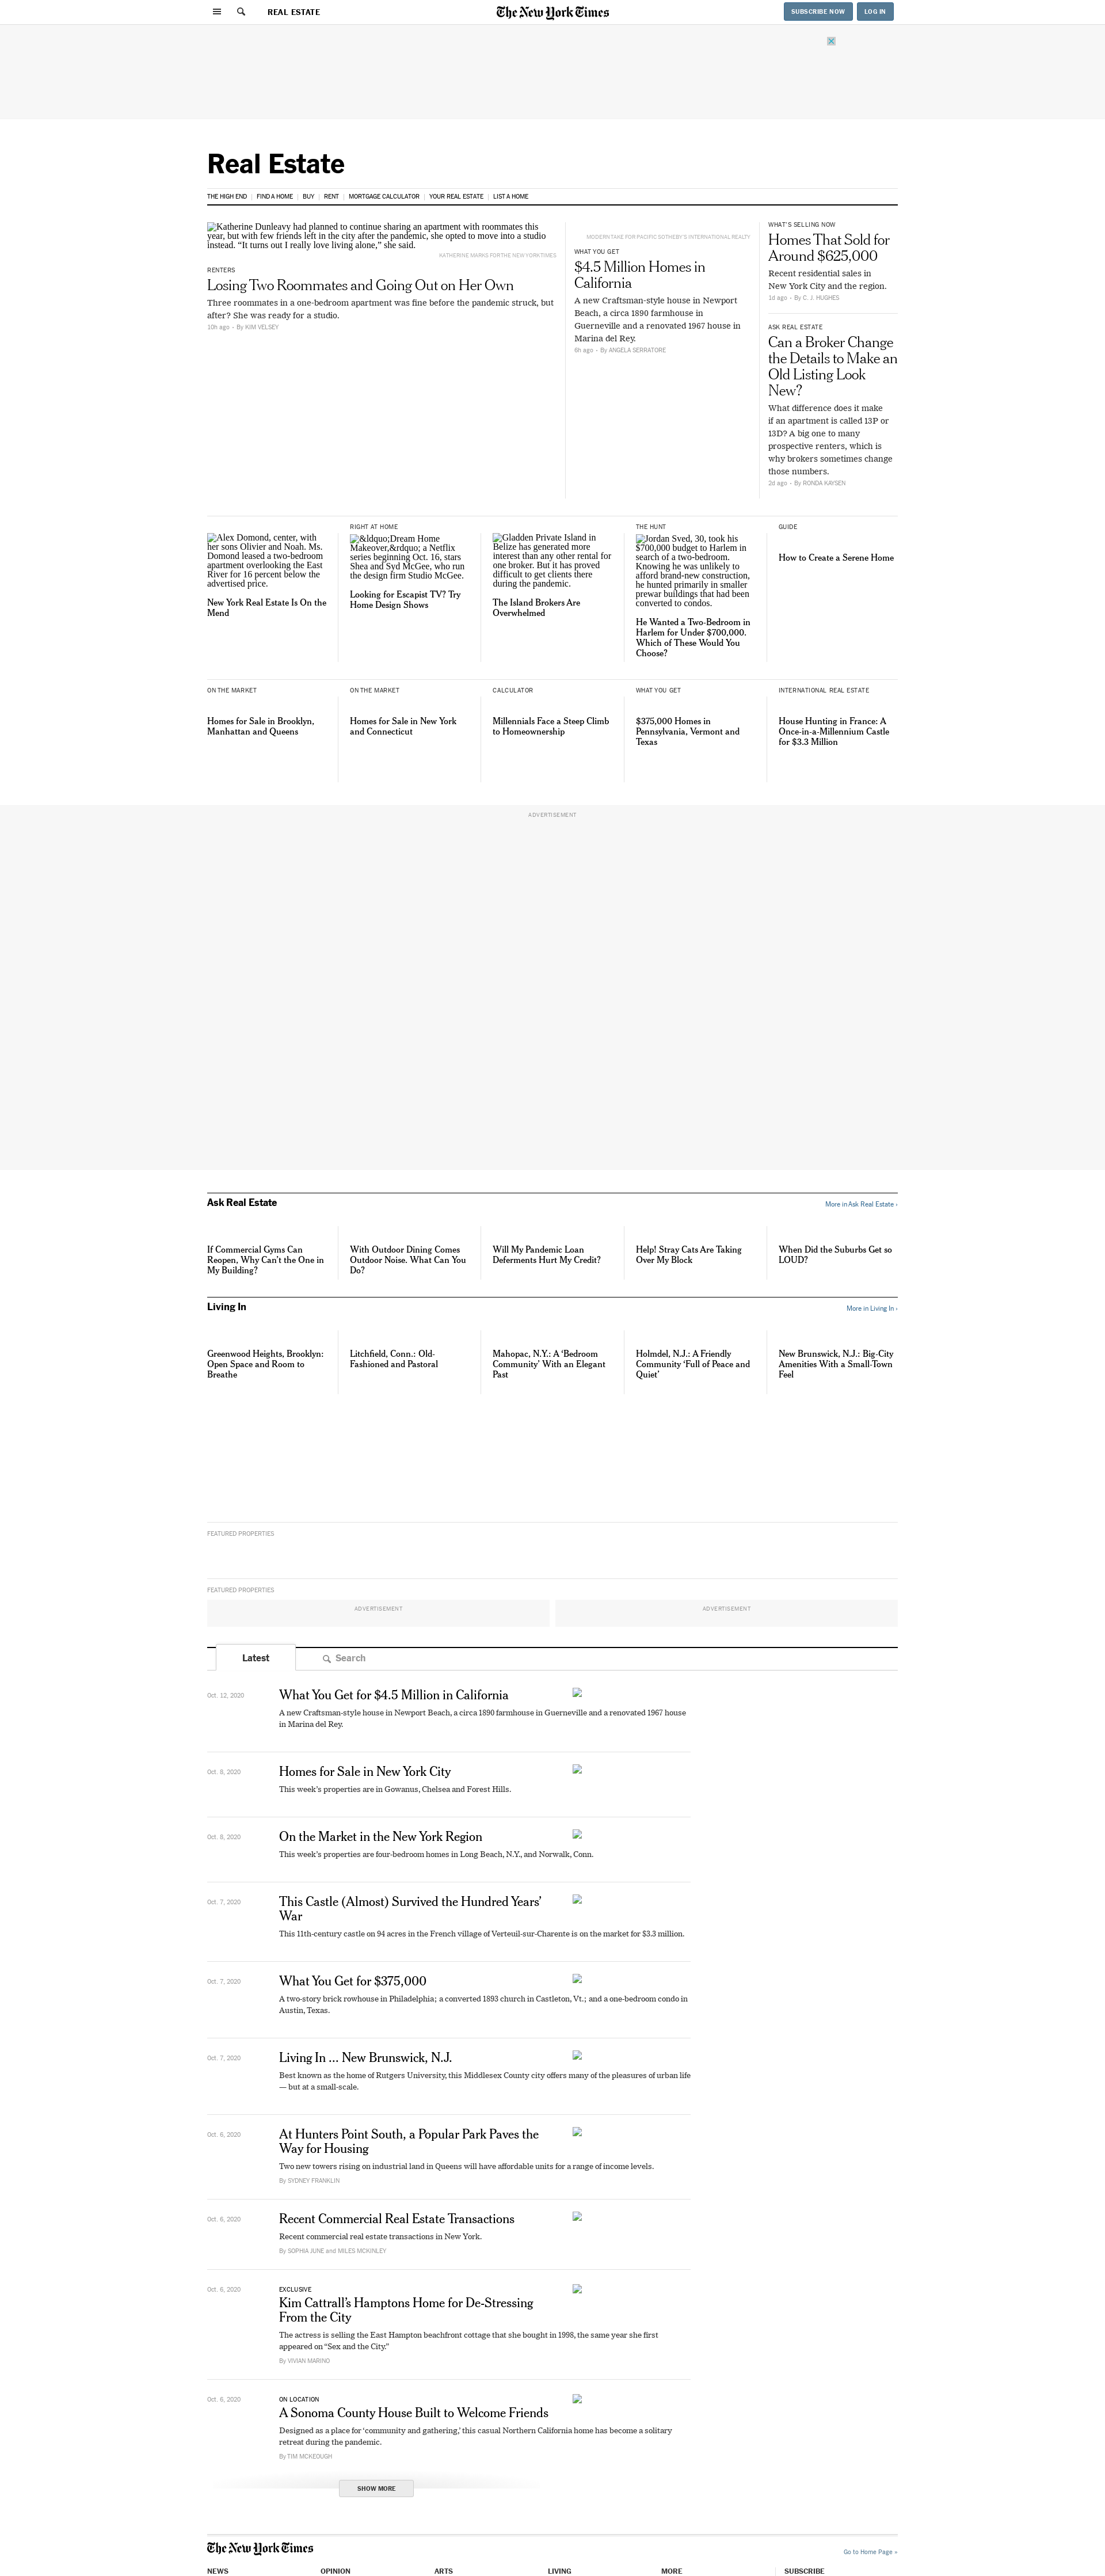 REAL ESTATE
The New York Times
SUBSCRIBE NOW
LOG IN
Real Estate
THE HIGH END
FIND A HOME
BUY
RENT
MORTGAGE CALCULATOR
YOUR REAL ESTATE
LIST A HOME
Katherine Dunleavy had planned to continue sharing an apartment with roommates this
year, but with few friends left in the city after the pandemic, she opted to move into a studio
instead. “It turns out I really love living alone,” she said.
KATHERINE MARKS FOR THE NEW YORK TIMES
RENTERS
Losing Two Roommates and Going Out on Her Own
Three roommates in a one-bedroom apartment was fine before the pandemic struck, but
after? She was ready for a studio.
10h ago - By KIM VELSEY
MODERN TAKE FOR PACIFIC SOTHEBY'S INTERNATIONAL REALTY
WHAT YOU GET
$4.5 Million Homes in
California
A new Craftsman-style house in Newport
Beach, a circa 1890 farmhouse in
Guerneville and a renovated 1967 house in
Marina del Rey.
6h ago - By ANGELA SERRATORE
WHAT'S SELLING NOW
Homes That Sold for
Around $625,000
Recent residential sales in
New York City and the region.
1d ago - By C. J. HUGHES
ASK REAL ESTATE
Can a Broker Change
the Details to Make an
Old Listing Look
New?
What difference does it make
if an apartment is called 13P or
13D? A big one to many
prospective renters, which is
why brokers sometimes change
those numbers.
2d ago - By RONDA KAYSEN
Alex Domond, center, with
her sons Olivier and Noah. Ms.
Domond leased a two-bedroom
apartment overlooking the East
River for 16 percent below the
advertised price.
New York Real Estate Is On the
Mend
RIGHT AT HOME
&ldquo;Dream Home
Makeover,&rdquo; a Netflix
series beginning Oct. 16, stars
Shea and Syd McGee, who run
the design firm Studio McGee.
Looking for Escapist TV? Try
Home Design Shows
Gladden Private Island in
Belize has generated more
interest than any other rental for
one broker. But it has proved
difficult to get clients there
during the pandemic.
The Island Brokers Are
Overwhelmed
THE HUNT
Jordan Sved, 30, took his
$700,000 budget to Harlem in
search of a two-bedroom.
Knowing he was unlikely to
afford brand-new construction,
he hunted primarily in smaller
prewar buildings that had been
converted to condos.
He Wanted a Two-Bedroom in
Harlem for Under $700,000.
Which of These Would You
Choose?
GUIDE
How to Create a Serene Home
ON THE MARKET
Homes for Sale in Brooklyn,
Manhattan and Queens
ON THE MARKET
Homes for Sale in New York
and Connecticut
CALCULATOR
Millennials Face a Steep Climb
to Homeownership
WHAT YOU GET
$375,000 Homes in
Pennsylvania, Vermont and
Texas
INTERNATIONAL REAL ESTATE
House Hunting in France: A
Once-in-a-Millennium Castle
for $3.3 Million
ADVERTISEMENT
Ask Real Estate
More in Ask Real Estate ›
If Commercial Gyms Can
Reopen, Why Can't the One in
My Building?
With Outdoor Dining Comes
Outdoor Noise. What Can You
Do?
Will My Pandemic Loan
Deferments Hurt My Credit?
Help! Stray Cats Are Taking
Over My Block
When Did the Suburbs Get so
LOUD?
Living In
More in Living In ›
Greenwood Heights, Brooklyn:
Open Space and Room to
Breathe
Litchfield, Conn.: Old-
Fashioned and Pastoral
Mahopac, N.Y.: A ‘Bedroom
Community’ With an Elegant
Past
Holmdel, N.J.: A Friendly
Community ‘Full of Peace and
Quiet’
New Brunswick, N.J.: Big-City
Amenities With a Small-Town
Feel
FEATURED PROPERTIES
FEATURED PROPERTIES
ADVERTISEMENT
ADVERTISEMENT
Latest
Search
Oct. 12, 2020
What You Get for $4.5 Million in California
A new Craftsman-style house in Newport Beach, a circa 1890 farmhouse in Guerneville and a renovated 1967 house
in Marina del Rey.
Oct. 8, 2020
Homes for Sale in New York City
This week's properties are in Gowanus, Chelsea and Forest Hills.
Oct. 8, 2020
On the Market in the New York Region
This week's properties are four-bedroom homes in Long Beach, N.Y., and Norwalk, Conn.
Oct. 7, 2020
This Castle (Almost) Survived the Hundred Years'
War
This 11th-century castle on 94 acres in the French village of Verteuil-sur-Charente is on the market for $3.3 million.
Oct. 7, 2020
What You Get for $375,000
A two-story brick rowhouse in Philadelphia; a converted 1893 church in Castleton, Vt.; and a one-bedroom condo in
Austin, Texas.
Oct. 7, 2020
Living In ... New Brunswick, N.J.
Best known as the home of Rutgers University, this Middlesex County city offers many of the pleasures of urban life
— but at a small-scale.
Oct. 6, 2020
At Hunters Point South, a Popular Park Paves the
Way for Housing
Two new towers rising on industrial land in Queens will have affordable units for a range of income levels.
By SYDNEY FRANKLIN
Oct. 6, 2020
Recent Commercial Real Estate Transactions
Recent commercial real estate transactions in New York.
By SOPHIA JUNE and MILES MCKINLEY
Oct. 6, 2020
EXCLUSIVE
Kim Cattrall's Hamptons Home for De-Stressing
From the City
The actress is selling the East Hampton beachfront cottage that she bought in 1998, the same year she first
appeared on “Sex and the City.”
By VIVIAN MARINO
Oct. 6, 2020
ON LOCATION
A Sonoma County House Built to Welcome Friends
Designed as a place for ‘community and gathering,’ this casual Northern California home has become a solitary
retreat during the pandemic.
By TIM MCKEOUGH
SHOW MORE
The New York Times
Go to Home Page »
NEWS
OPINION
ARTS
LIVING
MORE
SUBSCRIBE